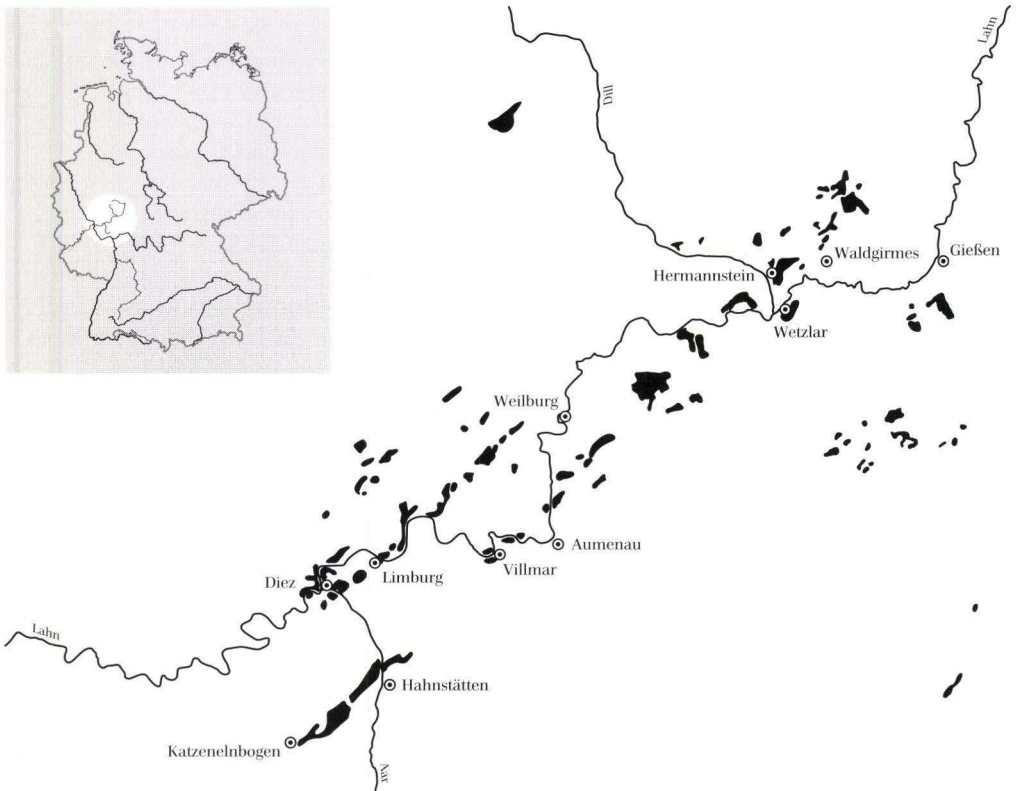 Lahn
Dill
Waldgirmes
Gießen
Hermannstein
Wetzlar
Weilburg
Aumenau
Villmar
Limburg
Diez
Lahn
Hahnstätten
Katzenelnbogen
Aar